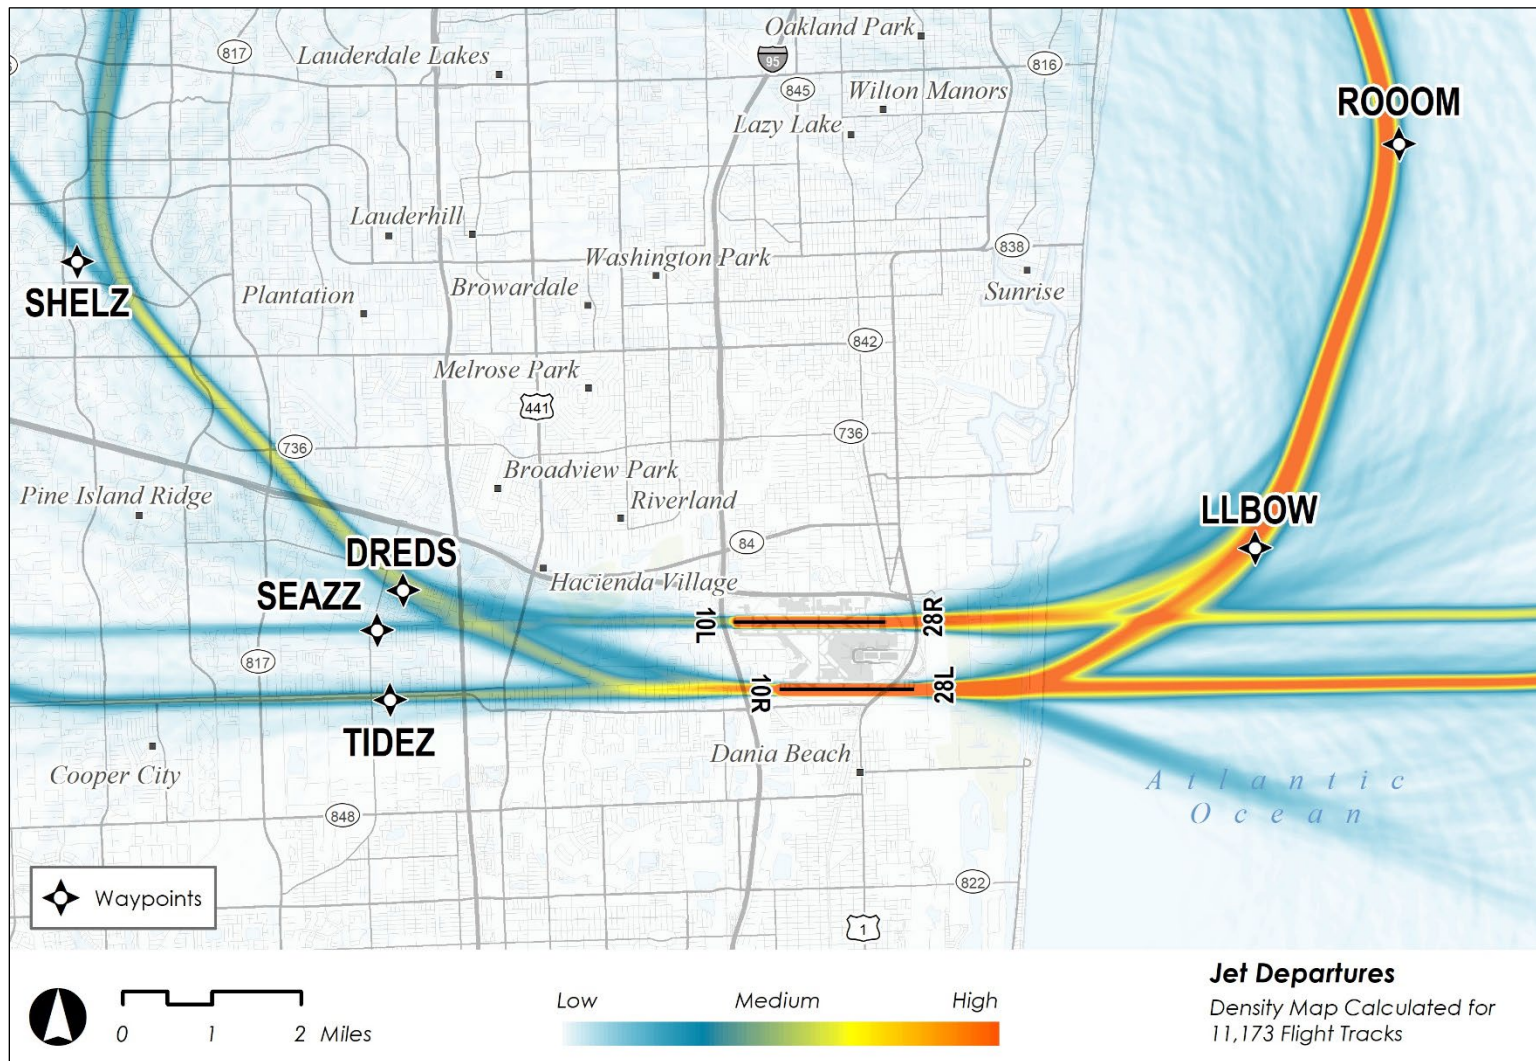 Oakland Park
817
Lauderdale Lakes
95
816
845
Wilton Manors
ROOOM
Lazy Lake
Lauderhill
838
Washington Park
SHELZ
Plantation
Browardale
Sunrise
842
Melrose Park
441
736
736
Broadview Park
Pine Island Ridge
Riverland
LLBOW
84
DREDS
SEAZZ
Hacienda Village
10L
28R
817
10R
28L
TIDEZ
Dania Beach
Cooper City
Atlantic
Ocean
848
822
Waypoints
1
Jet Departures
Low Medium High
Density Map Calculated for
11,173 Flight Tracks
0 1 2 Miles